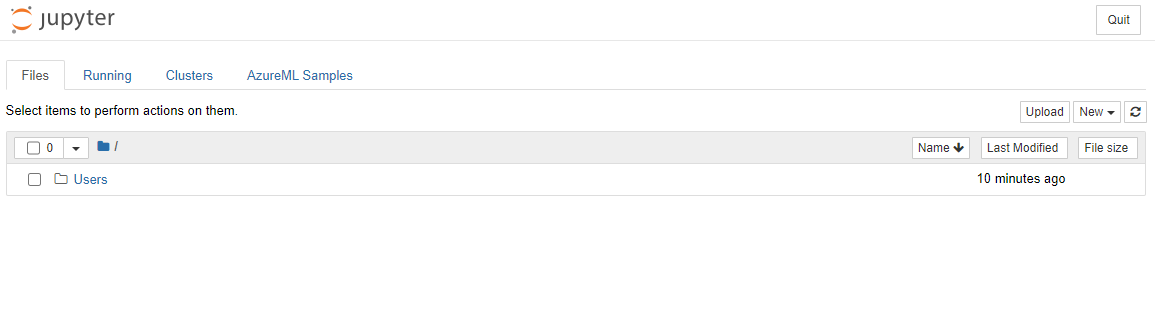 jupyter Quit
Files Running Clusters AzureML Samples
Select items to perform actions on them. Upload New
0 / Name Last Modified File size
Users 10 minutes ago